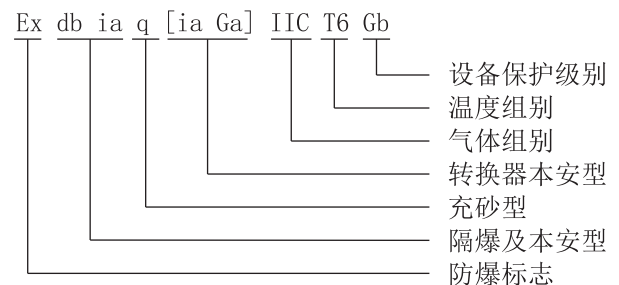 Ex db ia q [ia Ga] IIC T6 Gb
设备保护级别
温度组别
气体组别
转换器本安型
充砂型
隔爆及本安型
防爆标志